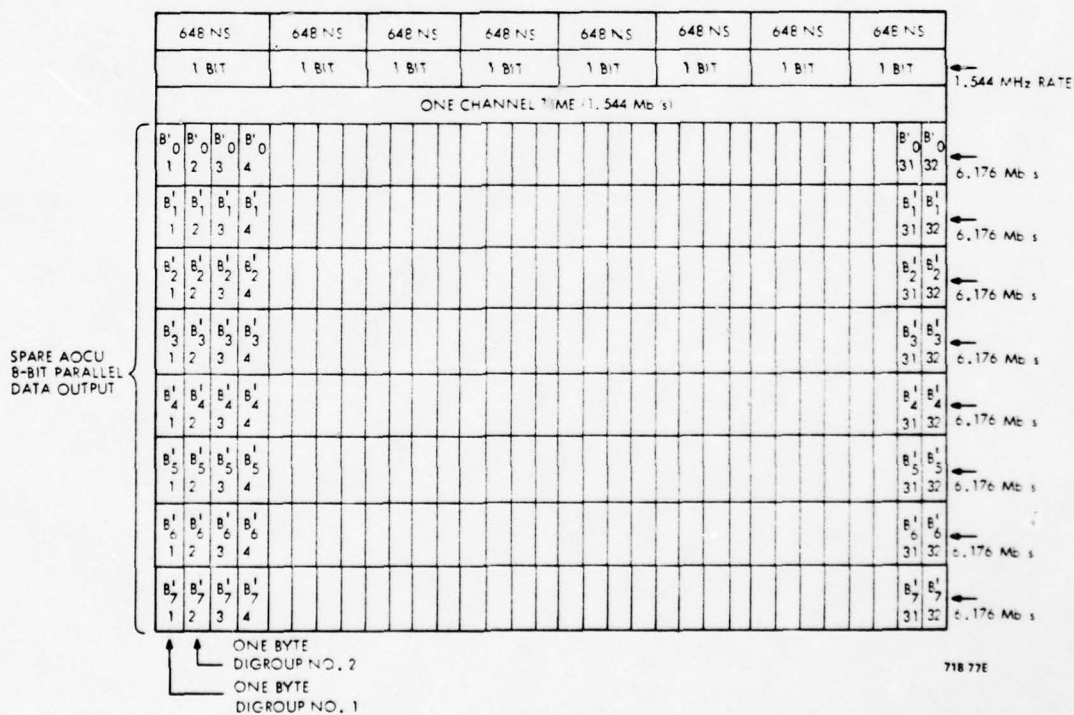 648 NS 648 NS 648 NS 648 NS 648 NS 648 NS 648 NS 648 NS
1 BIT 1 BIT 1 BIT 1 BIT 1 BIT 1 BIT 1 BIT 1 BIT
1.544 MHz RATE
ONE CHANNEL TIME (1.544 Mb/s)
B'0 B'0 B'0 B'0 B'0 B'0
1 2 3 4 31 32
6.176 Mb s
B'1 B'1 B'1 B'1 B'1 B'1
1 2 3 4 31 32
6.176 Mb s
B'2 B'2 B'2 B'2 B'2 B'2
1 2 3 4 31 32
6.176 Mb s
B'3 B'3 B'3 B'3 B'3 B'3
1 2 3 4 31 32
6.176 Mb s
SPARE AOCU
8-BIT PARALLEL
DATA OUTPUT
B'4 B'4 B'4 B'4 B'4 B'4
1 2 3 4 31 32
6.176 Mb s
B'5 B'5 B'5 B'5 B'5 B'5
1 2 3 4 31 32
6.176 Mb s
B'6 B'6 B'6 B'6 B'6 B'6
1 2 3 4 31 32
6.176 Mb s
B'7 B'7 B'7 B'7 B'7 B'7
1 2 3 4 31 32
6.176 Mb s
ONE BYTE
DIGROUP NO. 2
ONE BYTE
DIGROUP NO. 1
718 77E